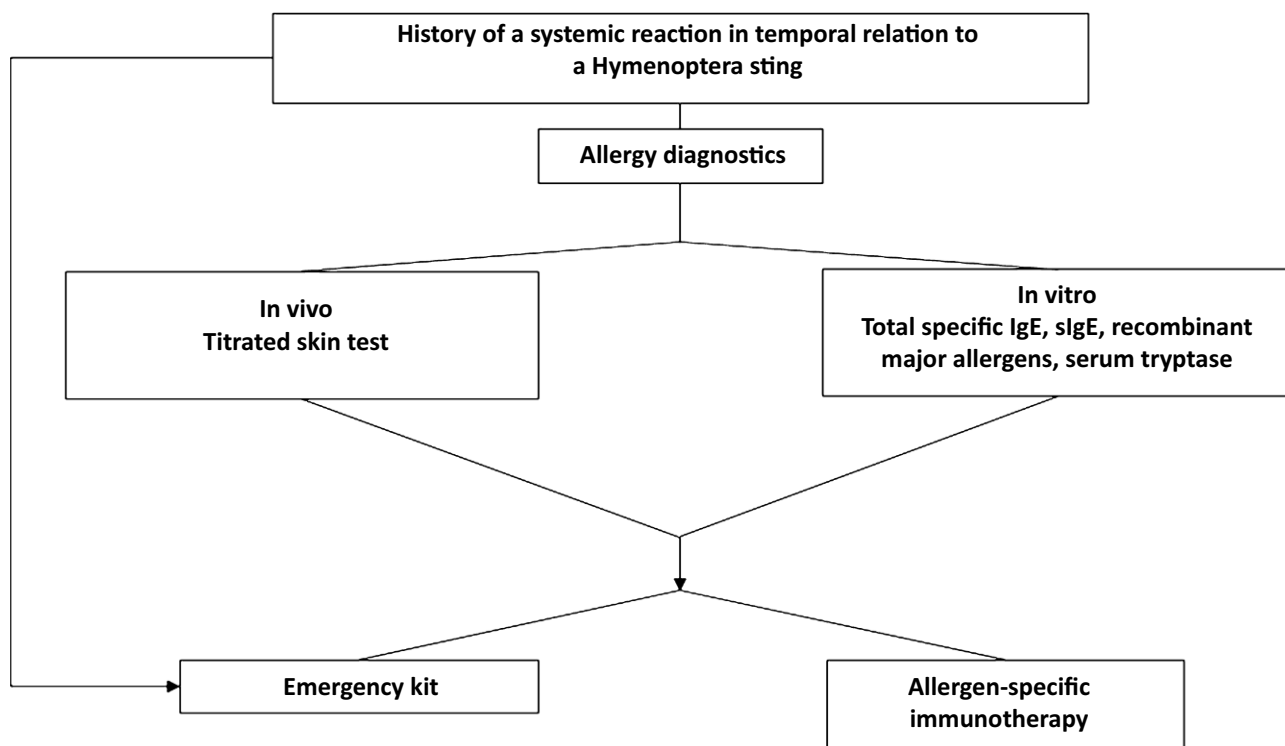 History of a systemic reaction in temporal relation to
a Hymenoptera sting
Allergy diagnostics
In vivo
Titrated skin test
In vitro
Total specific IgE, sIgE, recombinant
major allergens, serum tryptase
Emergency kit
Allergen-specific
immunotherapy